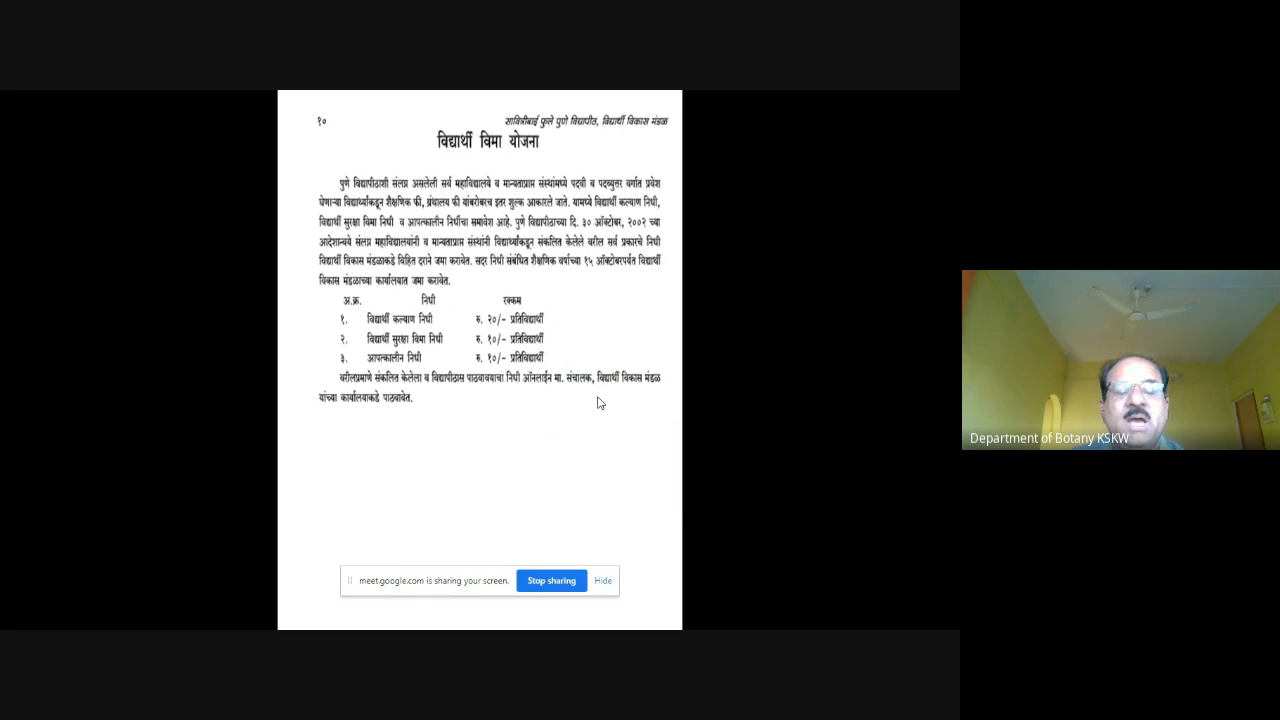 १०
सावित्रीबाई फुले पुणे विद्यापीठ, विद्यार्थी विकास मंडळ
विद्यार्थी विमा योजना
पुणे विद्यापीठाशी संलग्न असलेली सर्व महाविद्यालये व मान्यताप्राप्त संस्थांमध्ये पदवी व पदव्युत्तर वर्गात प्रवेश
घेणाऱ्या विद्यार्थ्यांकडून शैक्षणिक फी, ग्रंथालय फी यांबरोबरच इतर शुल्क आकारले जाते. यामध्ये विद्यार्थी कल्याण निधी,
विद्यार्थी सुरक्षा विमा निधी व आपत्कालीन निधींचा समावेश आहे. पुणे विद्यापीठाच्या दि. ३० ऑक्टोबर, २००२ च्या
आदेशान्वये संलग्न महाविद्यालयांनी व मान्यताप्राप्त संस्थांनी विद्यार्थ्यांकडून संकलित केलेले वरील सर्व प्रकारचे निधी
विद्यार्थी विकास मंडळाकडे विहित दराने जमा करावेत. सदर निधी संबंधित शैक्षणिक वर्षाच्या १५ ऑक्टोबरपर्यंत विद्यार्थी
विकास मंडळाच्या कार्यालयात जमा करावेत.
अ.क्र. निधी रक्कम
१. विद्यार्थी कल्याण निधी रु. २०/- प्रतिविद्यार्थी
२. विद्यार्थी सुरक्षा विमा निधी रु. १०/- प्रतिविद्यार्थी
३. आपत्कालीन निधी रु. १०/- प्रतिविद्यार्थी
वरीलप्रमाणे संकलित केलेला व विद्यापीठास पाठवावयाचा निधी ऑनलाईन मा. संचालक, विद्यार्थी विकास मंडळ
यांच्या कार्यालयाकडे पाठवावेत.
meet.google.com is sharing your screen. Stop sharing Hide
Department of Botany KSKW